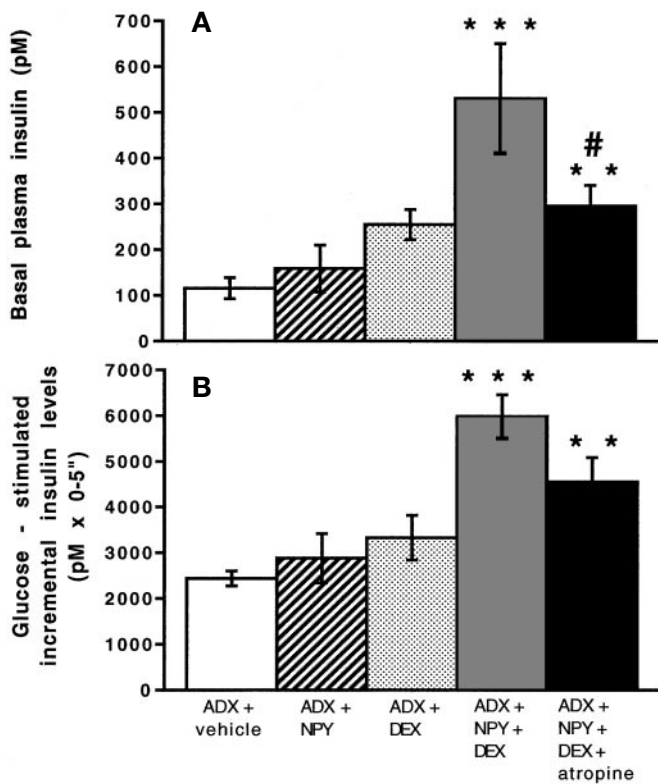 A
Basal plasma insulin (pM)
700
600
500
400
300
200
100
0
* * *
#
* *
B
Glucose - stimulated
incremental insulin levels
(pM x 0-5")
7000
6000
5000
4000
3000
2000
1000
0
* * *
* *
ADX +
vehicle
ADX +
NPY
ADX +
DEX
ADX +
NPY +
DEX
ADX +
NPY +
DEX +
atropine